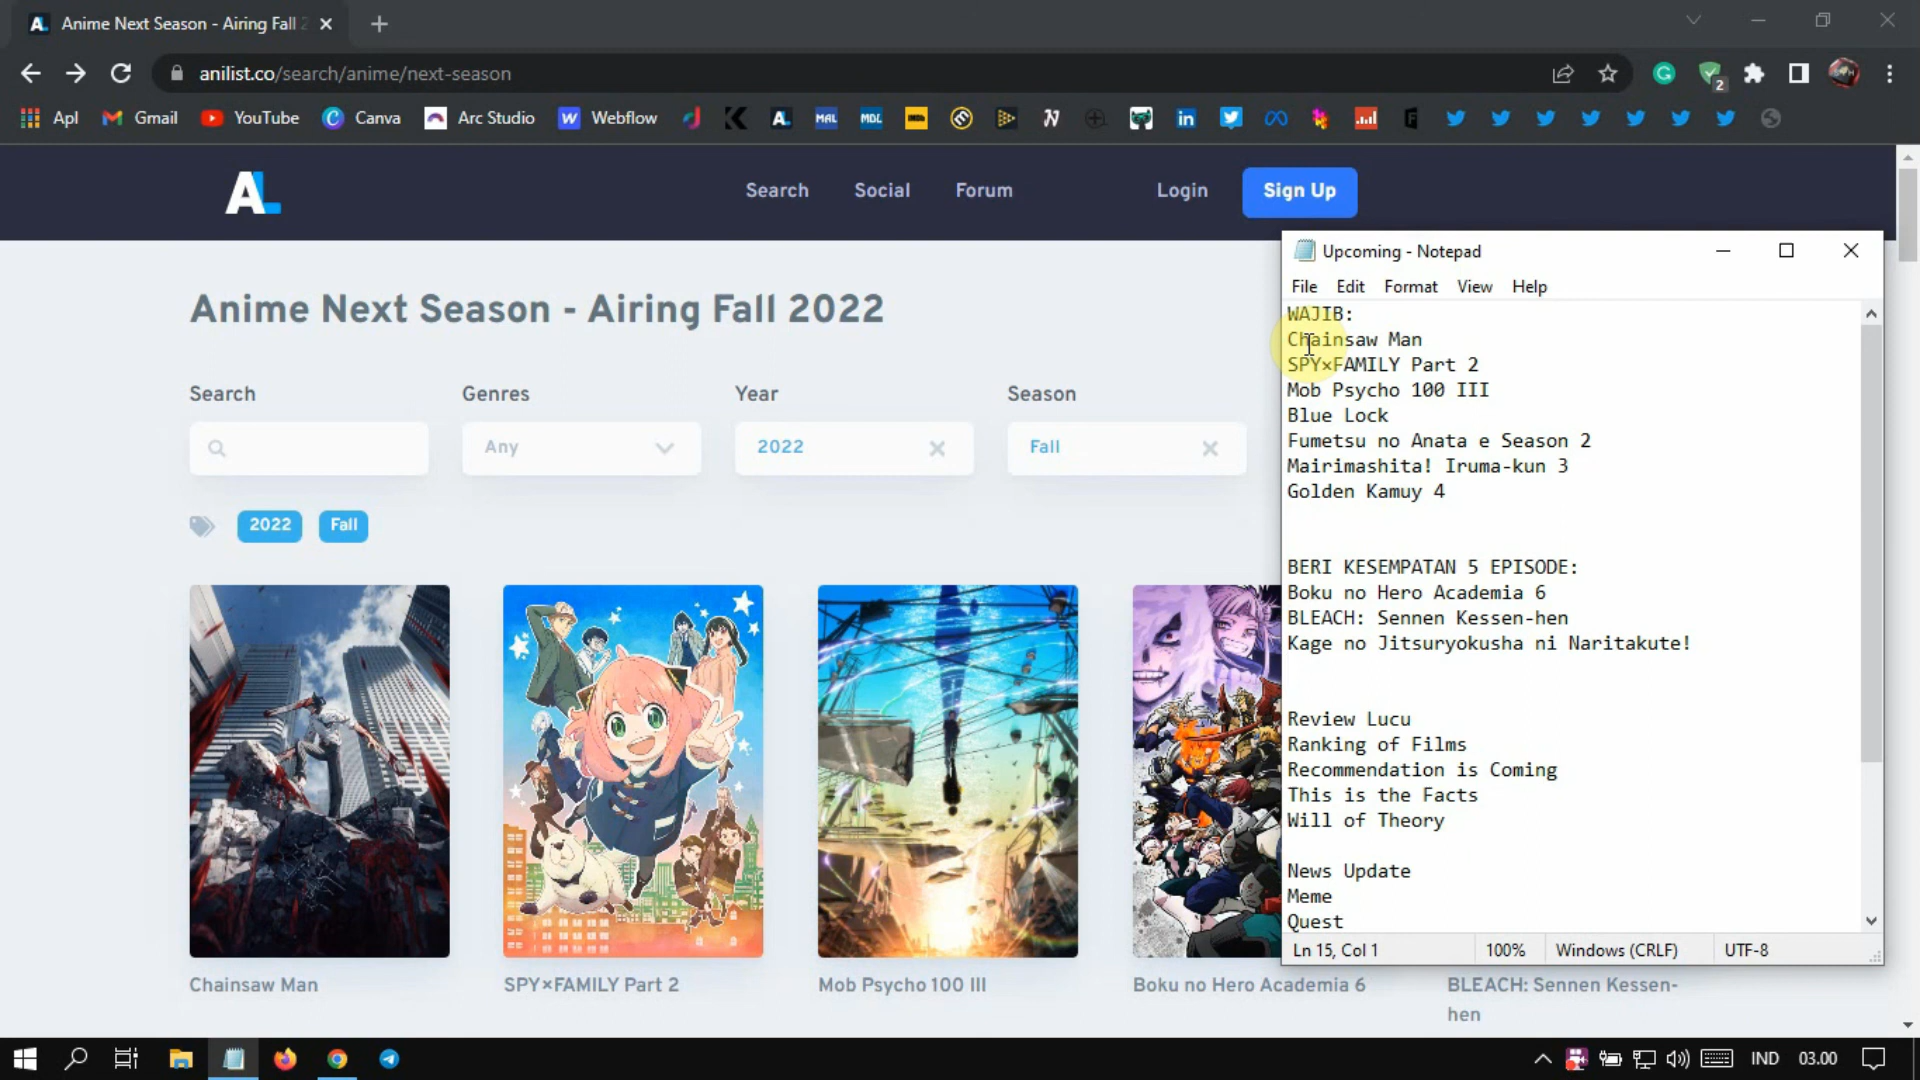 Anime Next Season - Airing Fall 2
anilist.co/search/anime/next-season
2
Apl
Gmail
YouTube
Canva
Arc Studio
Webflow
MAL
MDL
AL
Search
Social
Forum
Login
Sign Up
Anime Next Season - Airing Fall 2022
Search
Genres
Year
Season
Any
2022
Fall
2022
Fall
Chainsaw Man
SPY×FAMILY Part 2
Mob Psycho 100 III
Boku no Hero Academia 6
BLEACH: Sennen Kessen-
hen
Upcoming - Notepad
File Edit Format View Help
WAJIB:
Chainsaw Man
SPY×FAMILY Part 2
Mob Psycho 100 III
Blue Lock
Fumetsu no Anata e Season 2
Mairimashita! Iruma-kun 3
Golden Kamuy 4
BERI KESEMPATAN 5 EPISODE:
Boku no Hero Academia 6
BLEACH: Sennen Kessen-hen
Kage no Jitsuryokusha ni Naritakute!
Review Lucu
Ranking of Films
Recommendation is Coming
This is the Facts
Will of Theory
News Update
Meme
Quest
Ln 15, Col 1
100%
Windows (CRLF)
UTF-8
IND
03.00